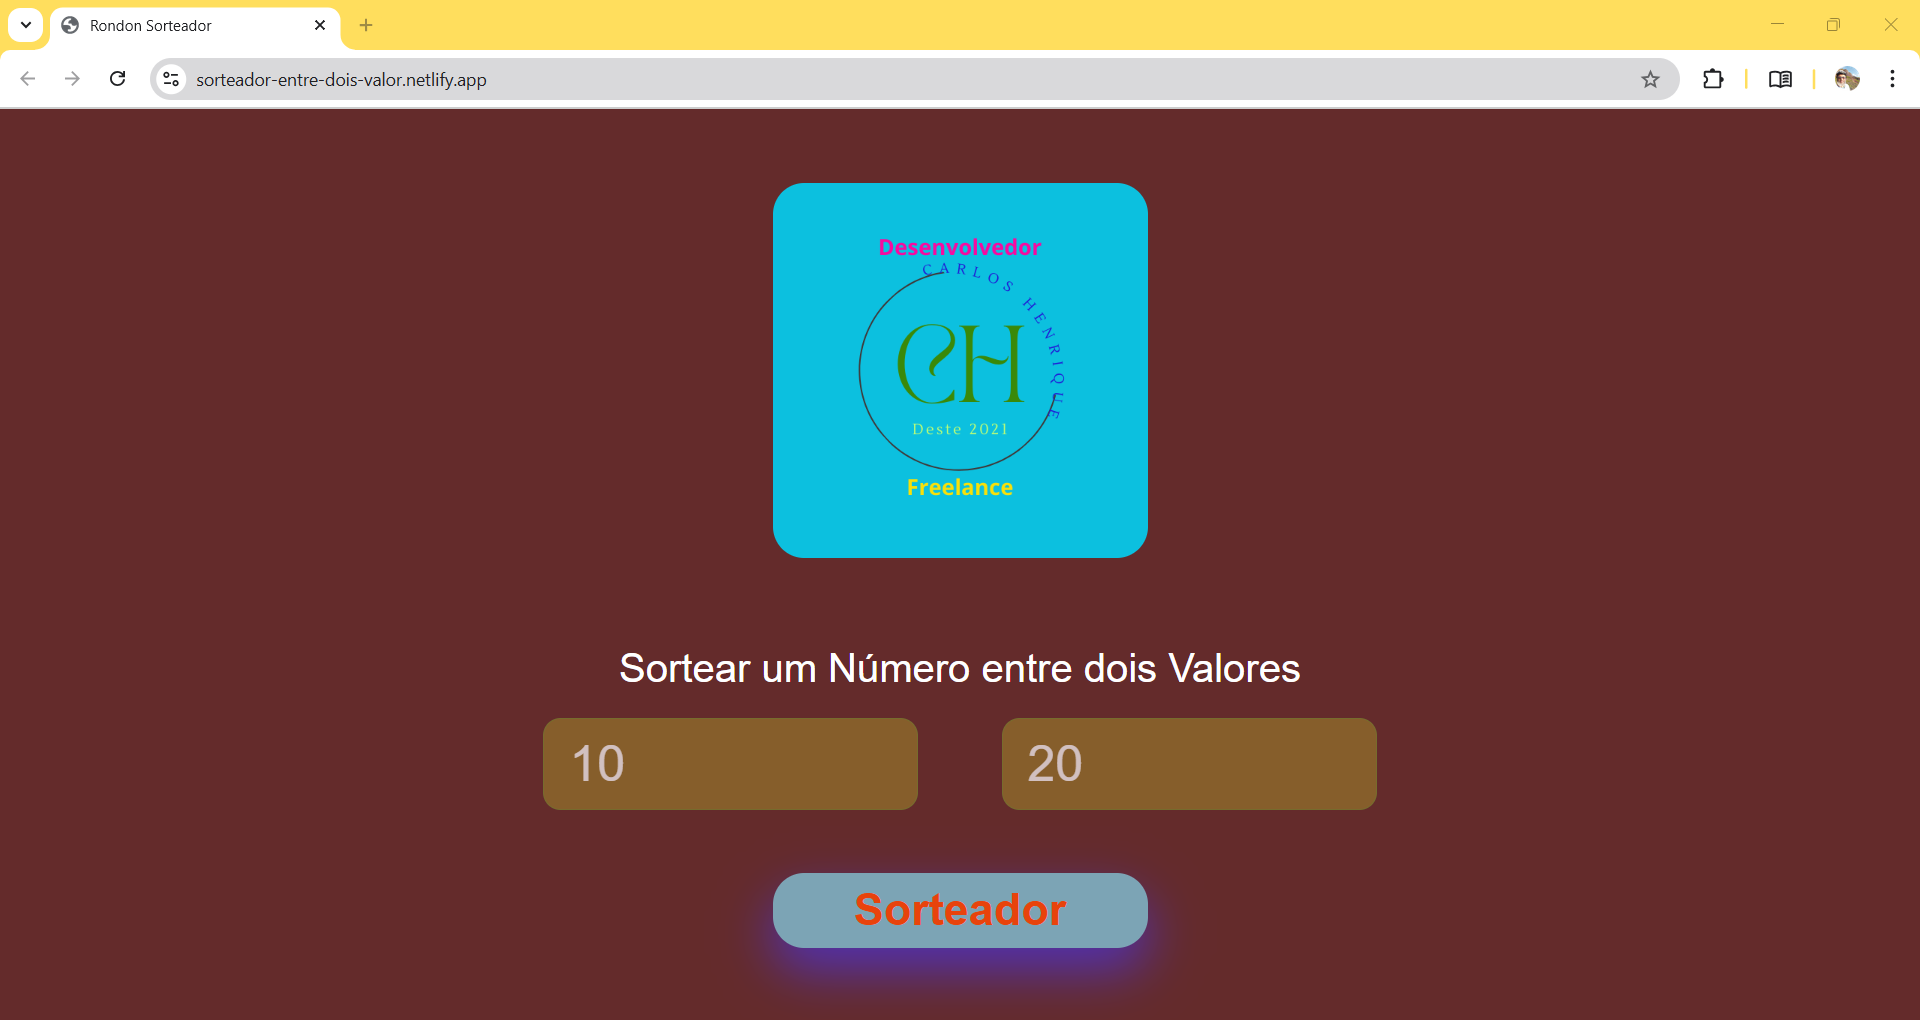 Rondon Sorteador
sorteador-entre-dois-valor.netlify.app
Desenvolvedor
CARLOS HENRIQUE
CH
Deste 2021
Freelance
Sortear um Número entre dois Valores
10
20
Sorteador